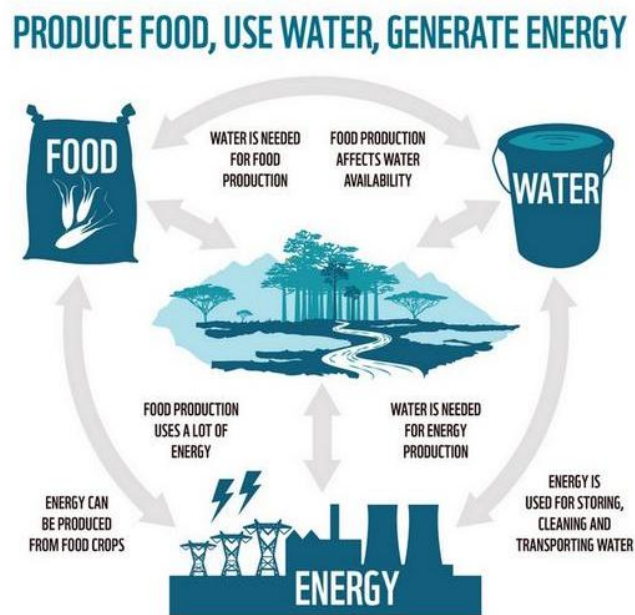 PRODUCE FOOD, USE WATER, GENERATE ENERGY
FOOD
WATER IS NEEDED
FOR FOOD
PRODUCTION
FOOD PRODUCTION
AFFECTS WATER
AVAILABILITY
WATER
FOOD PRODUCTION
USES A LOT OF
ENERGY
WATER IS NEEDED
FOR ENERGY
PRODUCTION
ENERGY CAN
BE PRODUCED
FROM FOOD CROPS
ENERGY IS
USED FOR STORING,
CLEANING AND
TRANSPORTING WATER
ENERGY